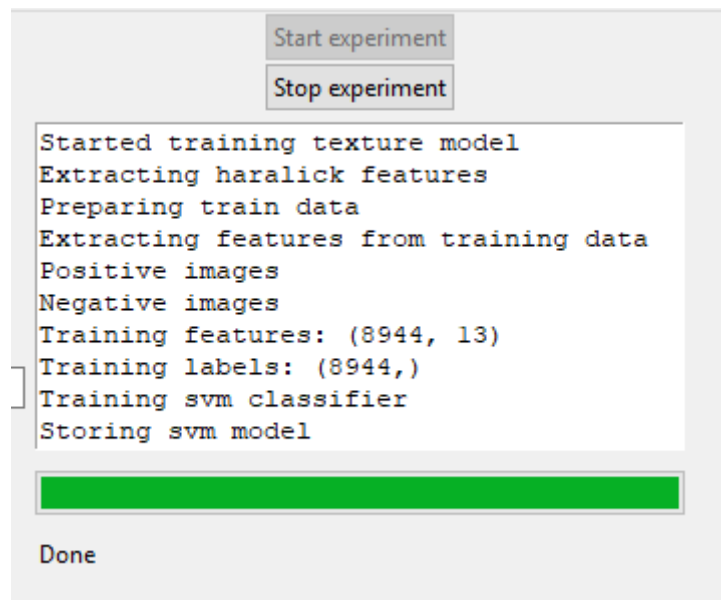 Start experiment
Stop experiment
Started training texture model
Extracting haralick features
Preparing train data
Extracting features from training data
Positive images
Negative images
Training features: (8944, 13)
Training labels: (8944,)
Training svm classifier
Storing svm model
Done